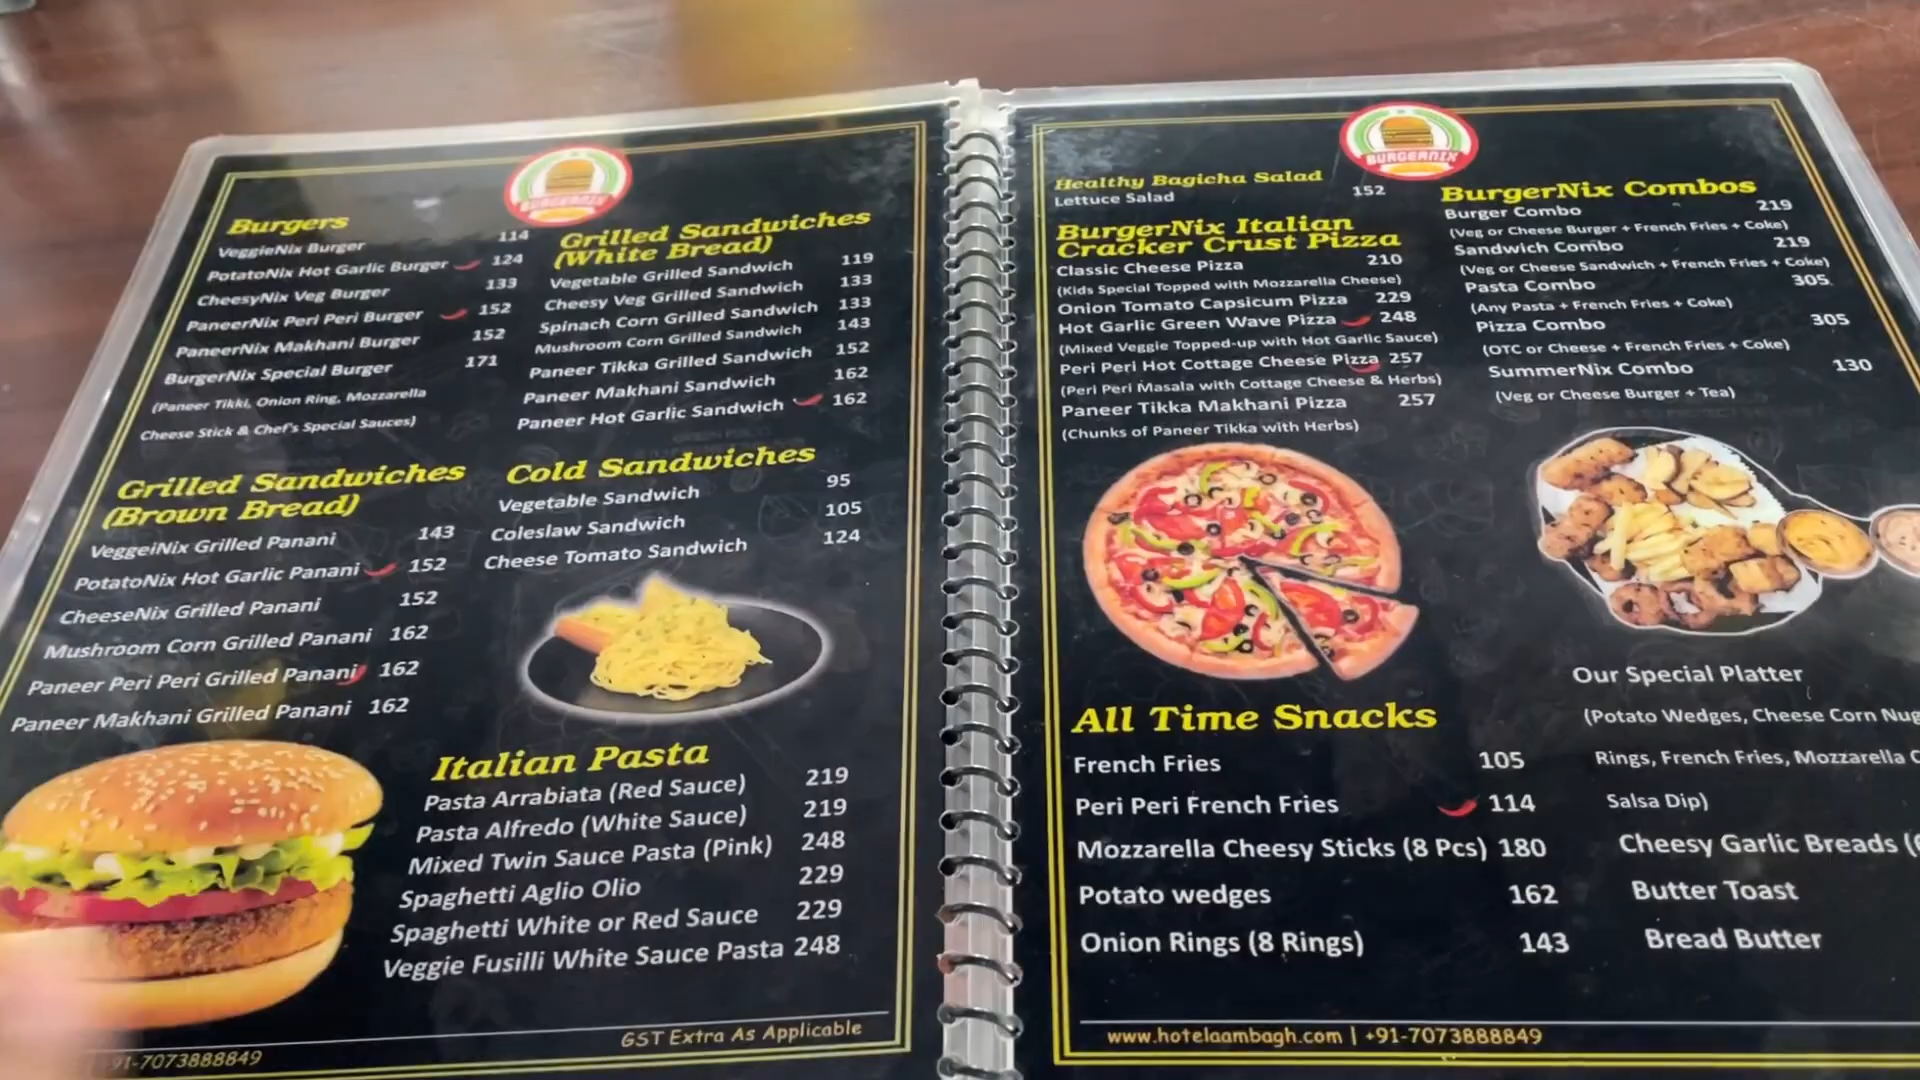 BURGERNIX
Burgers
VeggieNix Burger 114
PotatoNix Hot Garlic Burger 124
CheesyNix Veg Burger 133
PaneerNix Peri Peri Burger 152
PaneerNix Makhani Burger 152
BurgerNix Special Burger 171
(Paneer Tikki, Onion Ring, Mozzarella
Cheese Stick & Chef's Special Sauces)
Grilled Sandwiches
(Brown Bread)
VeggeiNix Grilled Panani 143
PotatoNix Hot Garlic Panani 152
CheeseNix Grilled Panani 152
Mushroom Corn Grilled Panani 162
Paneer Peri Peri Grilled Panani 162
Paneer Makhani Grilled Panani 162
Grilled Sandwiches
(White Bread)
Vegetable Grilled Sandwich 119
Cheesy Veg Grilled Sandwich 133
Spinach Corn Grilled Sandwich 133
Mushroom Corn Grilled Sandwich 143
Paneer Tikka Grilled Sandwich 152
Paneer Makhani Sandwich 162
Paneer Hot Garlic Sandwich 162
Cold Sandwiches
Vegetable Sandwich 95
Coleslaw Sandwich 105
Cheese Tomato Sandwich 124
Italian Pasta
Pasta Arrabiata (Red Sauce) 219
Pasta Alfredo (White Sauce) 219
Mixed Twin Sauce Pasta (Pink) 248
Spaghetti Aglio Olio 229
Spaghetti White or Red Sauce 229
Veggie Fusilli White Sauce Pasta 248
GST Extra As Applicable
91-7073888849
BURGERNIX
Healthy Bagicha Salad
Lettuce Salad 152
BurgerNix Italian
Cracker Crust Pizza
Classic Cheese Pizza 210
(Kids Special Topped with Mozzarella Cheese)
Onion Tomato Capsicum Pizza 229
Hot Garlic Green Wave Pizza 248
(Mixed Veggie Topped-up with Hot Garlic Sauce)
Peri Peri Hot Cottage Cheese Pizza 257
(Peri Peri Masala with Cottage Cheese & Herbs)
Paneer Tikka Makhani Pizza 257
(Chunks of Paneer Tikka with Herbs)
BurgerNix Combos
Burger Combo 219
(Veg or Cheese Burger + French Fries + Coke)
Sandwich Combo 219
(Veg or Cheese Sandwich + French Fries + Coke)
Pasta Combo 305
(Any Pasta + French Fries + Coke)
Pizza Combo 305
(OTC or Cheese + French Fries + Coke)
SummerNix Combo 130
(Veg or Cheese Burger + Tea)
All Time Snacks
French Fries 105
Peri Peri French Fries 114
Mozzarella Cheesy Sticks (8 Pcs) 180
Potato wedges 162
Onion Rings (8 Rings) 143
Our Special Platter
(Potato Wedges, Cheese Corn Nug
Rings, French Fries, Mozzarella C
Salsa Dip)
Cheesy Garlic Breads (
Butter Toast
Bread Butter
www.hotelaambagh.com | +91-7073888849